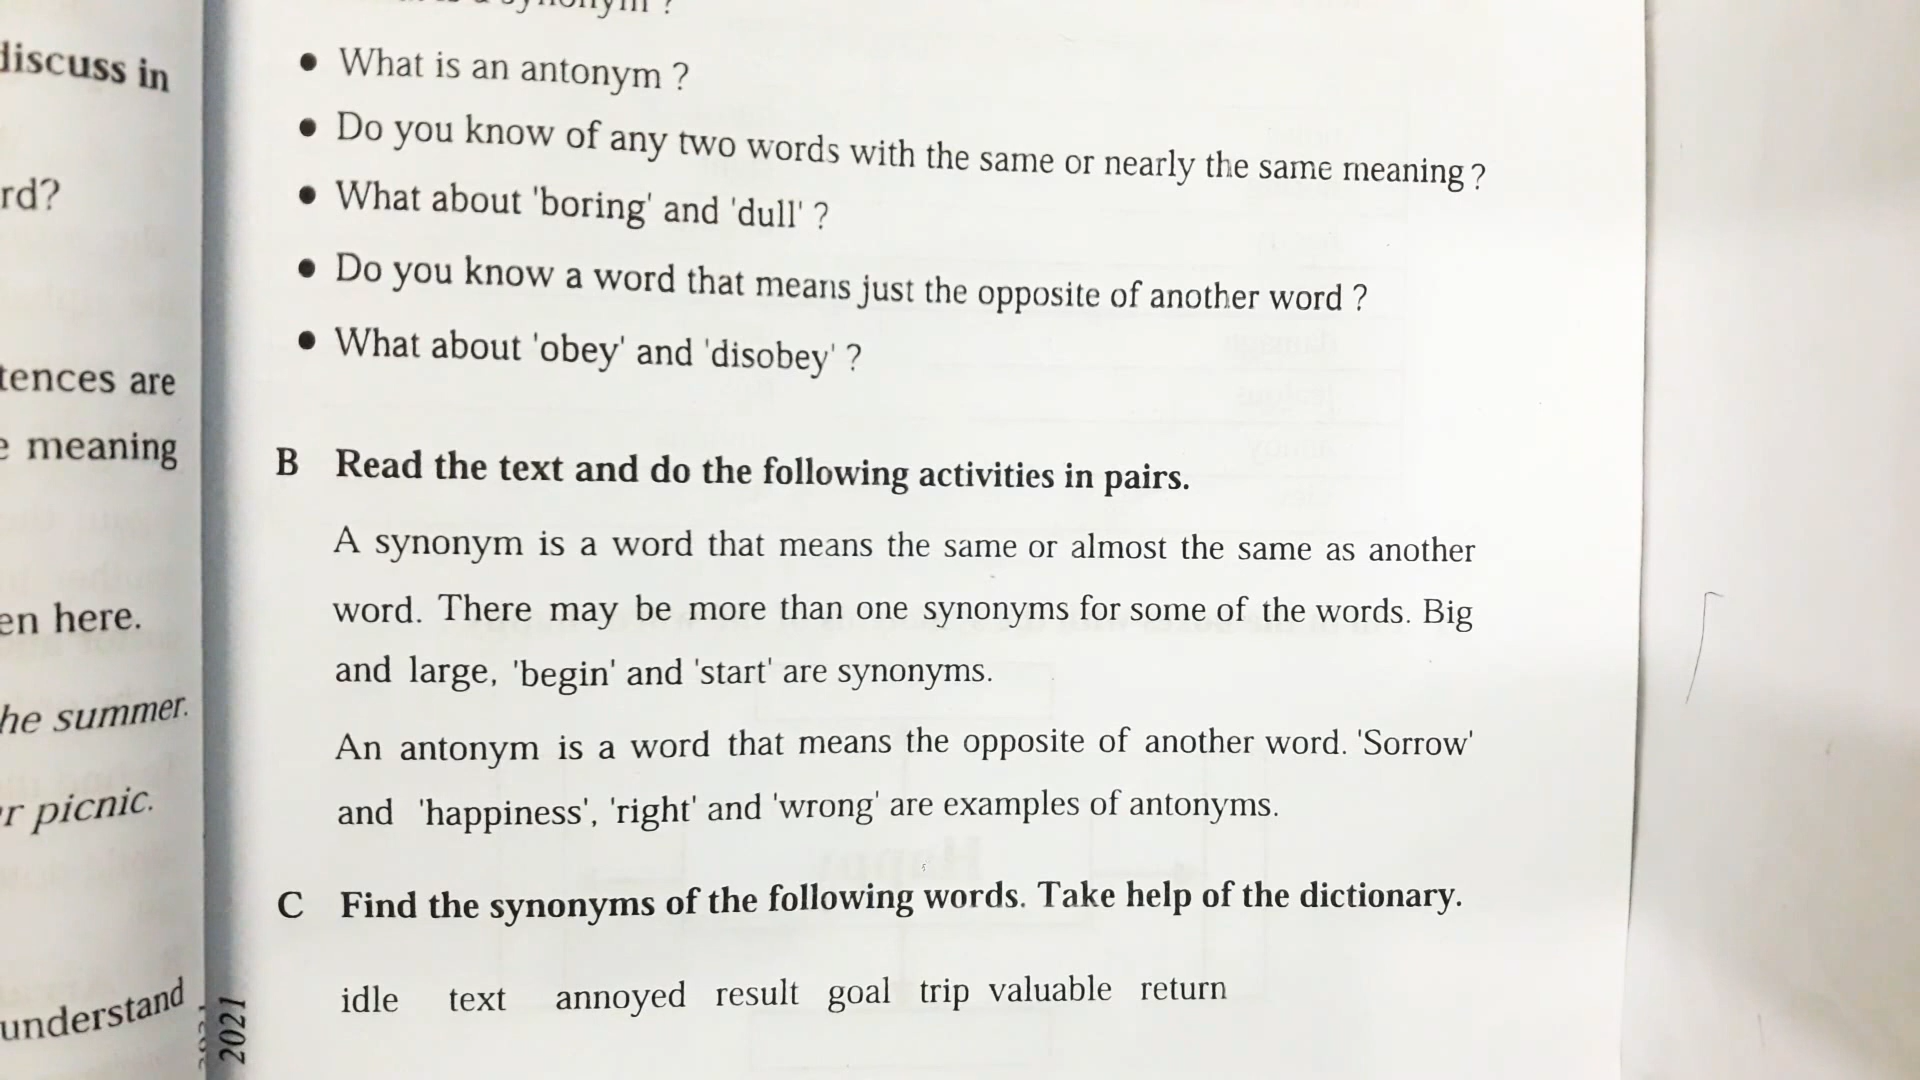 discuss in
rd?
tences are
meaning
en here.
he summer.
r picnic.
understand
2021
synonym ?
• What is an antonym ?
• Do you know of any two words with the same or nearly the same meaning ?
• What about 'boring' and 'dull' ?
• Do you know a word that means just the opposite of another word ?
• What about 'obey' and 'disobey' ?
B Read the text and do the following activities in pairs.
A synonym is a word that means the same or almost the same as another
word. There may be more than one synonyms for some of the words. Big
and large, 'begin' and 'start' are synonyms.
An antonym is a word that means the opposite of another word. 'Sorrow'
and 'happiness', 'right' and 'wrong' are examples of antonyms.
C Find the synonyms of the following words. Take help of the dictionary.
idle text annoyed result goal trip valuable return